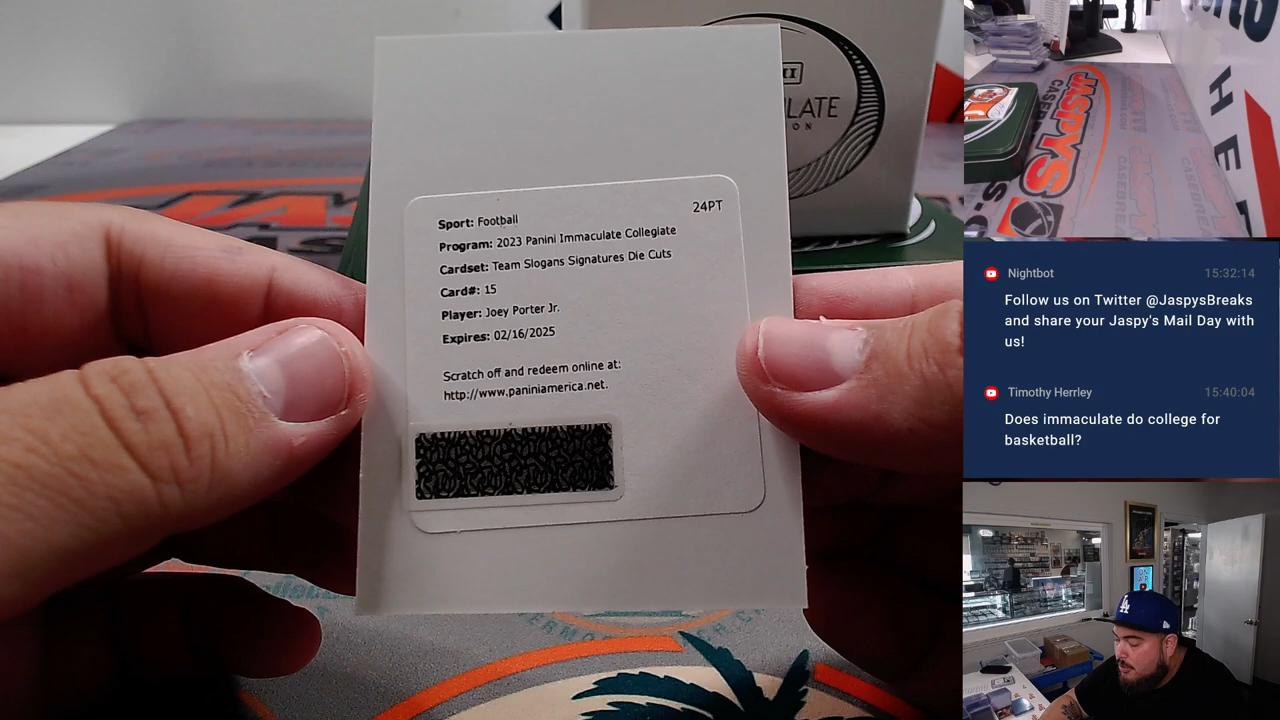 24PT
Sport: Football
Program: 2023 Panini Immaculate Collegiate
Cardset: Team Slogans Signatures Die Cuts
Card#: 15
Player: Joey Porter Jr.
Expires: 02/16/2025
Scratch off and redeem online at:
http://www.paniniamerica.net.
JASPYS
Nightbot 15:32:14
Follow us on Twitter @JaspysBreaks
and share your Jaspy's Mail Day with
us!
Timothy Herrley 15:40:04
Does immaculate do college for
basketball?
LA